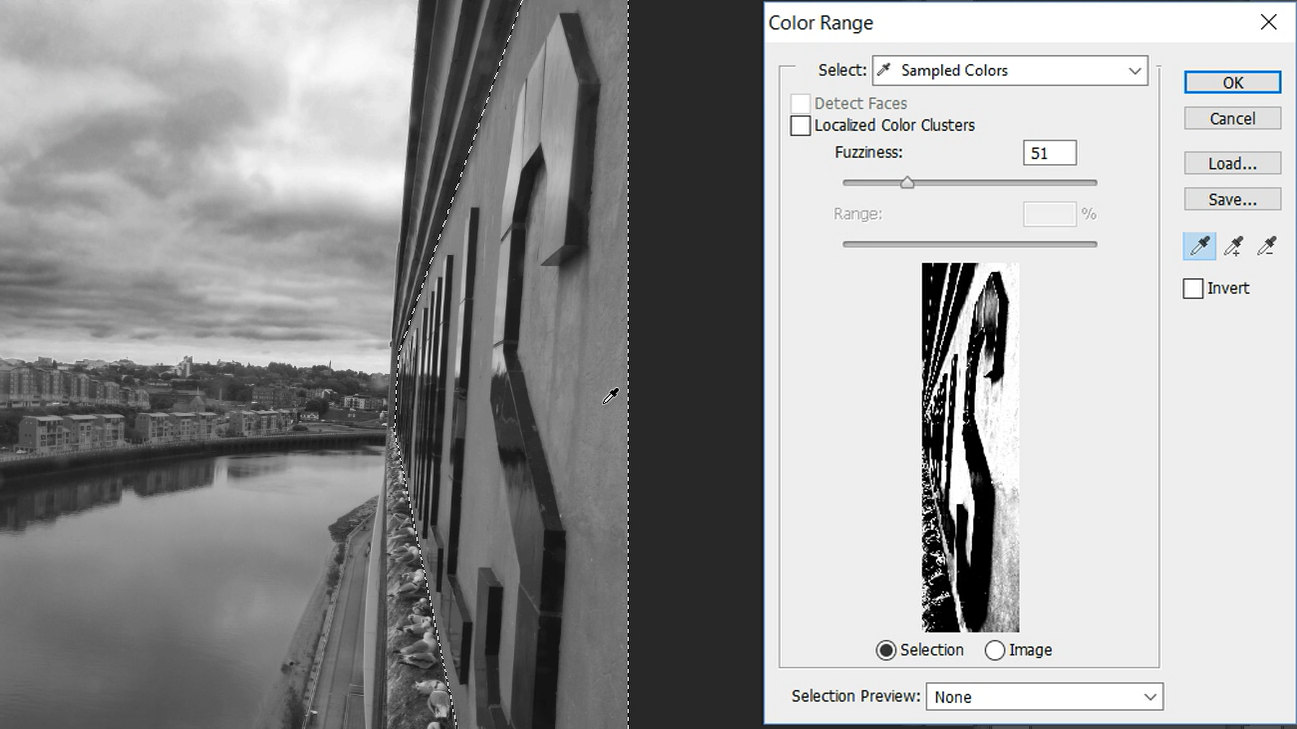 Color Range
Select: Sampled Colors
Detect Faces
Localized Color Clusters
Fuzziness: 51
Range: %
Selection Image
Selection Preview: None
OK
Cancel
Load...
Save...
Invert